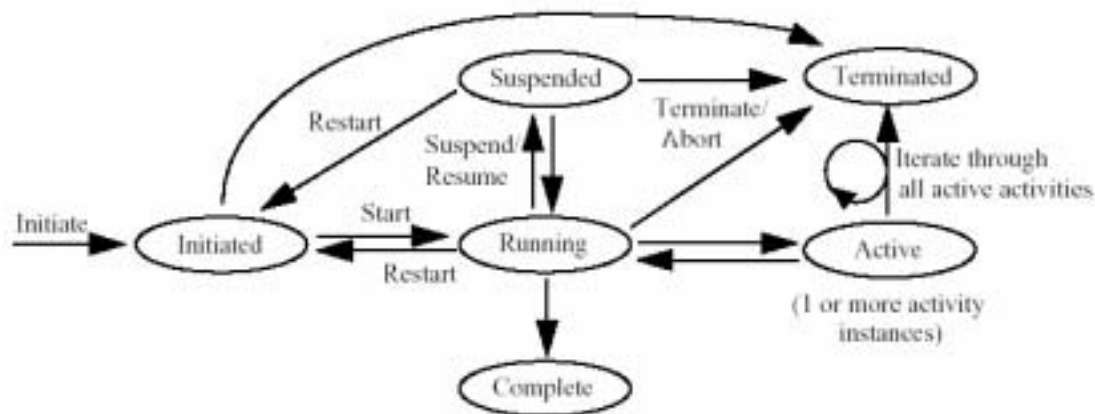 Suspended
Terminated
Restart
Terminate/
Abort
Suspend/
Resume
Iterate through
all active activities
Initiate
Initiated
Start
Restart
Running
Active
(1 or more activity
instances)
Complete